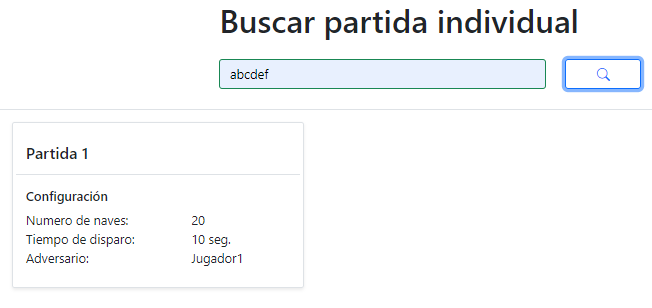 Buscar partida individual
abcdef
Partida 1
Configuración
Numero de naves: 20
Tiempo de disparo: 10 seg.
Adversario: Jugador1